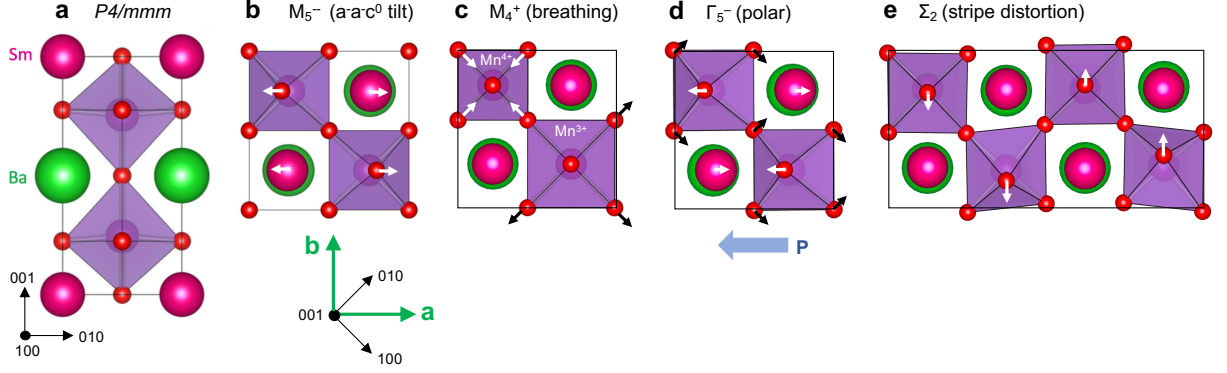 a P4/mmm
b M₅⁻⁻ (a⁻a⁻c⁰ tilt)
c M₄⁺ (breathing)
d Γ₅⁻ (polar)
e Σ₂ (stripe distortion)
Sm
Ba
Mn⁴⁺
Mn³⁺
P
001
010
100
b
010
001
a
100